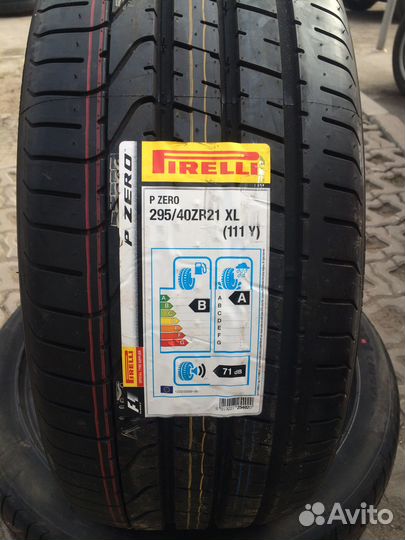 PIRELLI
P ZERO
295/40ZR21 XL
(111 Y)
P ZERO
A
B
C
D
E
F
G
B
A
B
C
D
E
F
G
A
71 dB
PIRELLI
Avito